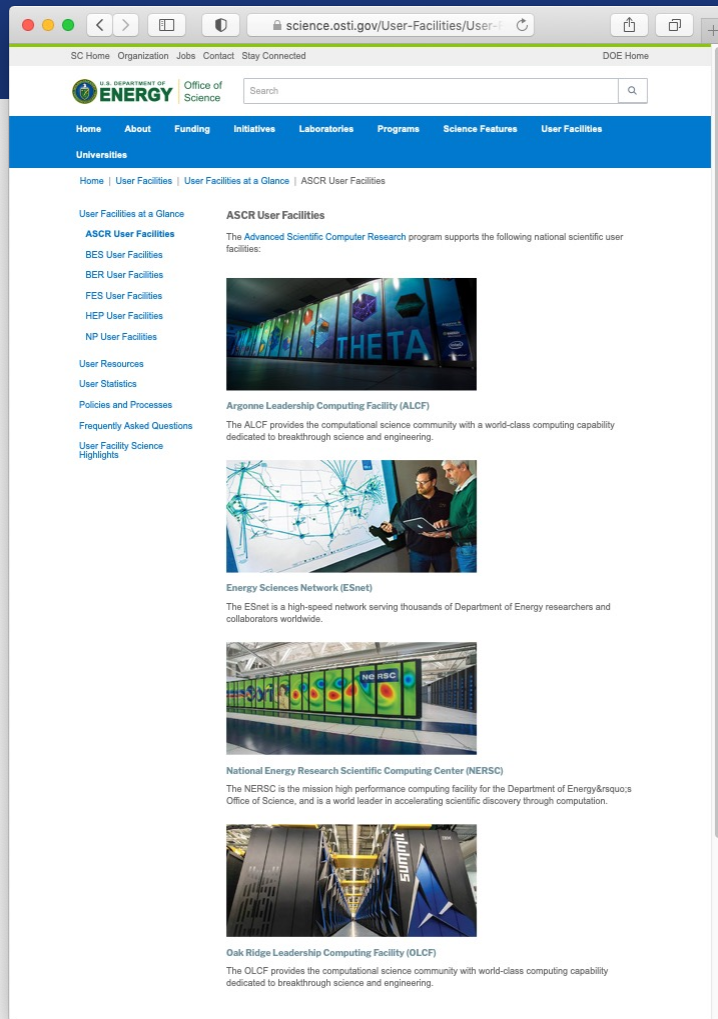 science.osti.gov/User-Facilities/User-
SC Home Organization Jobs Contact Stay Connected DOE Home
U.S. DEPARTMENT OF
ENERGY
Office of
Science
Search
Home About Funding Initiatives Laboratories Programs Science Features User Facilities
Universities
Home | User Facilities | User Facilities at a Glance | ASCR User Facilities
User Facilities at a Glance
ASCR User Facilities
BES User Facilities
BER User Facilities
FES User Facilities
HEP User Facilities
NP User Facilities
User Resources
User Statistics
Policies and Processes
Frequently Asked Questions
User Facility Science
Highlights
ASCR User Facilities
The Advanced Scientific Computer Research program supports the following national scientific user
facilities:
THETA
Argonne Leadership Computing Facility (ALCF)
The ALCF provides the computational science community with a world-class computing capability
dedicated to breakthrough science and engineering.
Energy Sciences Network (ESnet)
The ESnet is a high-speed network serving thousands of Department of Energy researchers and
collaborators worldwide.
NERSC
National Energy Research Scientific Computing Center (NERSC)
The NERSC is the mission high performance computing facility for the Department of Energy&rsquo;s
Office of Science, and is a world leader in accelerating scientific discovery through computation.
summit
Oak Ridge Leadership Computing Facility (OLCF)
The OLCF provides the computational science community with world-class computing capability
dedicated to breakthrough science and engineering.